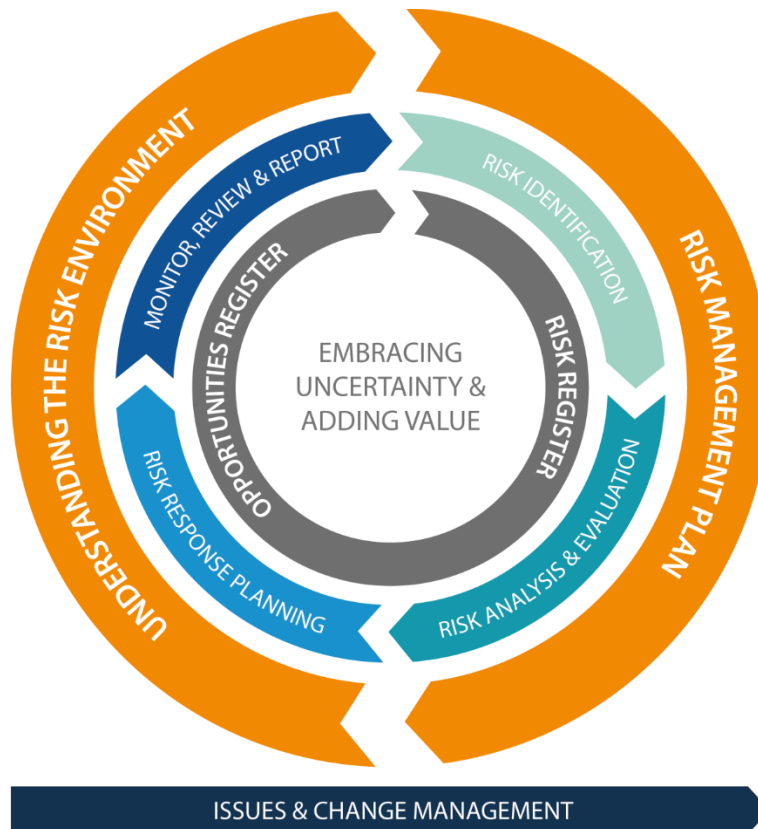 UNDERSTANDING THE RISK ENVIRONMENT
RISK MANAGEMENT PLAN
MONITOR, REVIEW & REPORT
RISK IDENTIFICATION
RISK ANALYSIS & EVALUATION
RISK RESPONSE PLANNING
OPPORTUNITIES REGISTER
RISK REGISTER
EMBRACING
UNCERTAINTY &
ADDING VALUE
ISSUES & CHANGE MANAGEMENT